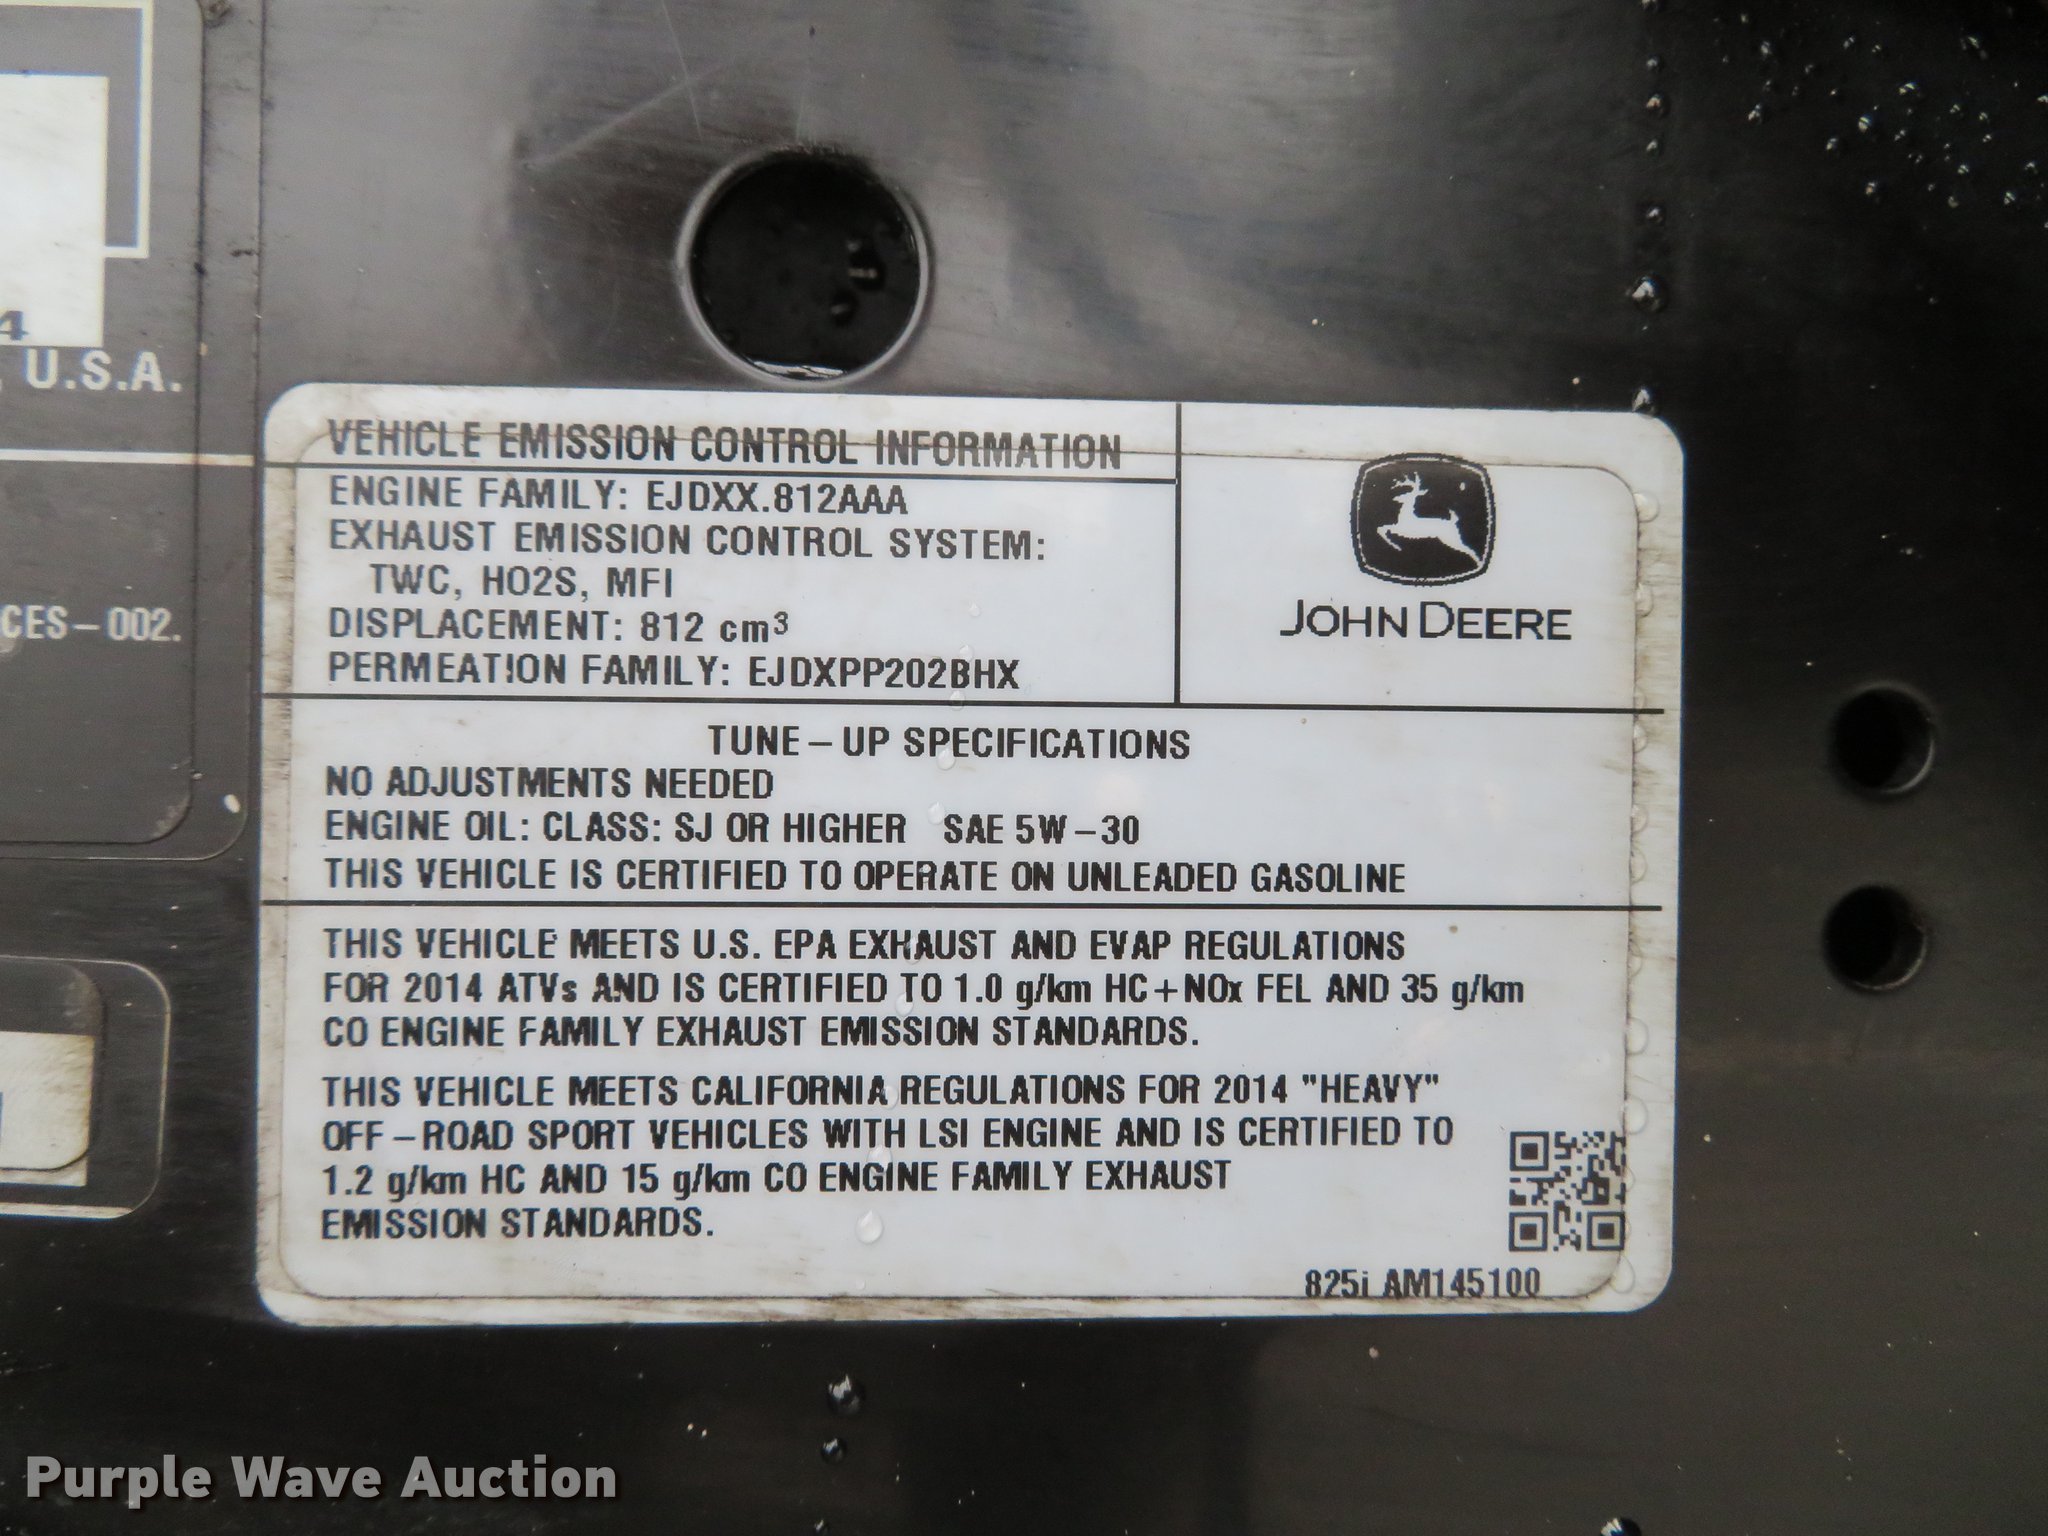 4
, U.S.A.
CES-002.
VEHICLE EMISSION CONTROL INFORMATION
ENGINE FAMILY: EJDXX.812AAA
EXHAUST EMISSION CONTROL SYSTEM:
TWC, HO2S, MFI
DISPLACEMENT: 812 cm³
PERMEATION FAMILY: EJDXPP202BHX
JOHN DEERE
TUNE-UP SPECIFICATIONS
NO ADJUSTMENTS NEEDED
ENGINE OIL: CLASS: SJ OR HIGHER SAE 5W-30
THIS VEHICLE IS CERTIFIED TO OPERATE ON UNLEADED GASOLINE
THIS VEHICLE MEETS U.S. EPA EXHAUST AND EVAP REGULATIONS
FOR 2014 ATVs AND IS CERTIFIED TO 1.0 g/km HC+NOx FEL AND 35 g/km
CO ENGINE FAMILY EXHAUST EMISSION STANDARDS.
THIS VEHICLE MEETS CALIFORNIA REGULATIONS FOR 2014 "HEAVY"
OFF-ROAD SPORT VEHICLES WITH LSI ENGINE AND IS CERTIFIED TO
1.2 g/km HC AND 15 g/km CO ENGINE FAMILY EXHAUST
EMISSION STANDARDS.
825i AM145100
Purple Wave Auction